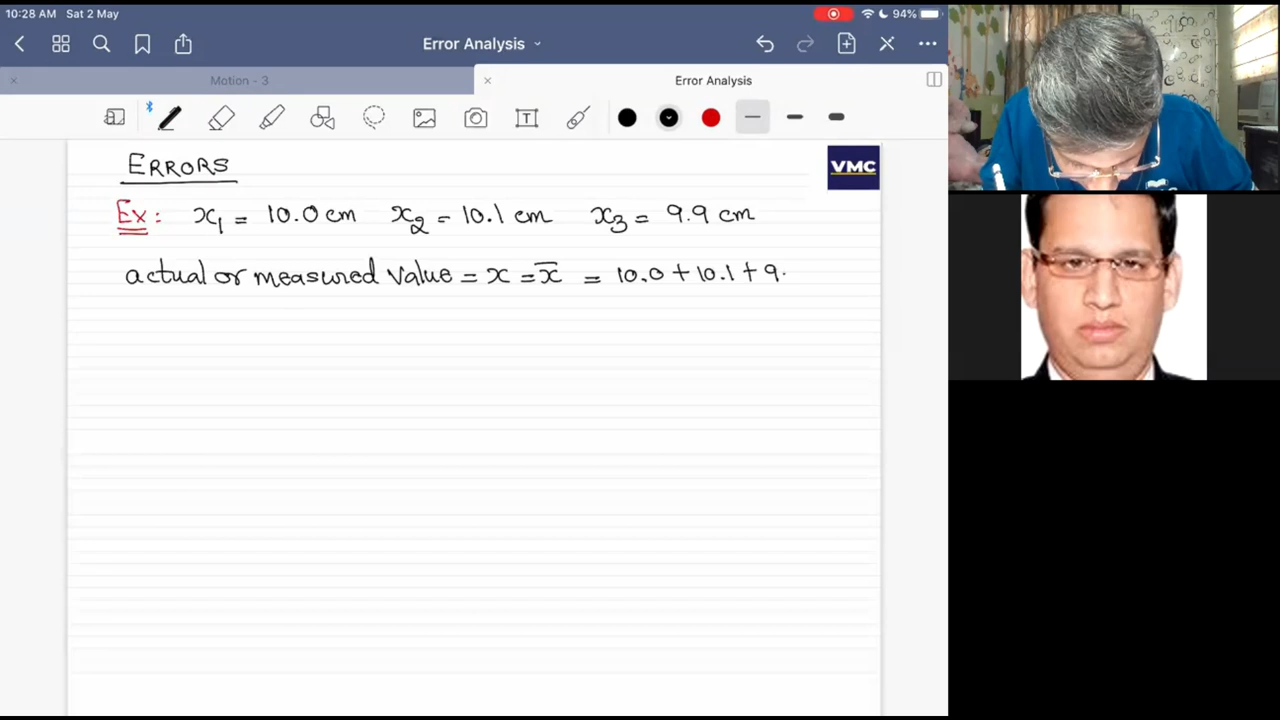 10:28 AM Sat 2 May
94%
Error Analysis
Motion - 3
Error Analysis
T
ERRORS
VMC
Ex: x₁ = 10.0 cm x₂ = 10.1 cm x₃ = 9.9 cm
actual or measured value = x = x̅ = 10.0 + 10.1 + 9.